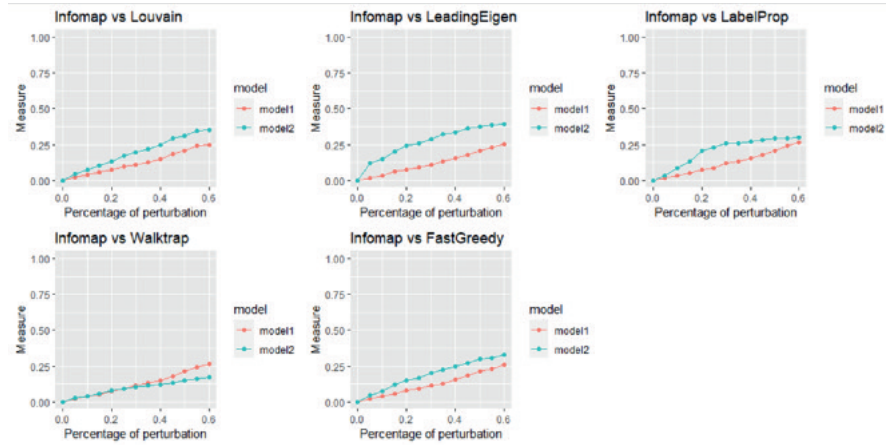 Infomap vs Louvain
1.00
0.75
0.50
0.25
0.00
Measure
0.0
0.2
0.4
0.6
Percentage of perturbation
model
model1
model2
Infomap vs LeadingEigen
1.00
0.75
0.50
0.25
0.00
Measure
0.0
0.2
0.4
0.6
Percentage of perturbation
model
model1
model2
Infomap vs LabelProp
1.00
0.75
0.50
0.25
0.00
Measure
0.0
0.2
0.4
0.6
Percentage of perturbation
model
model1
model2
Infomap vs Walktrap
1.00
0.75
0.50
0.25
0.00
Measure
0.0
0.2
0.4
0.6
Percentage of perturbation
model
model1
model2
Infomap vs FastGreedy
1.00
0.75
0.50
0.25
0.00
Measure
0.0
0.2
0.4
0.6
Percentage of perturbation
model
model1
model2